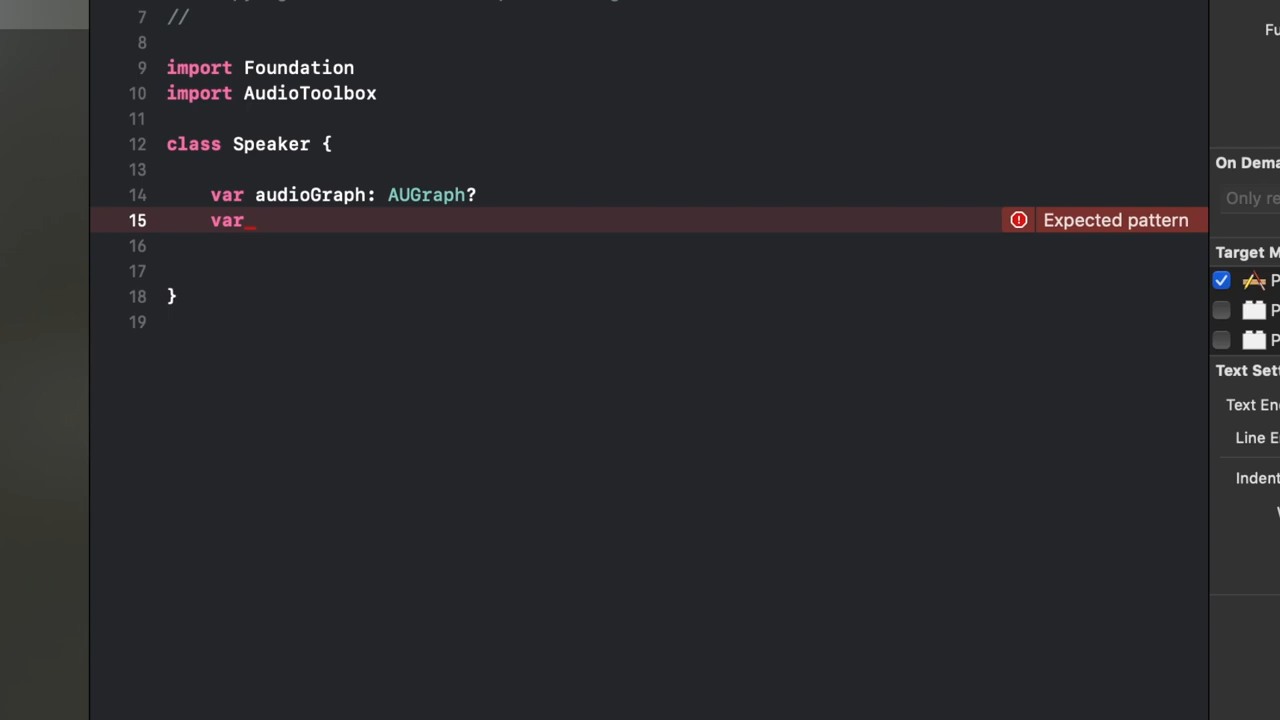 7 //
8
9 import Foundation
10 import AudioToolbox
11
12 class Speaker {
13
14 var audioGraph: AUGraph?
15 var
Expected pattern
16
17
18 }
19
Fu
On Dema
Only re
Target M
P
P
P
Text Sett
Text En
Line E
Indent